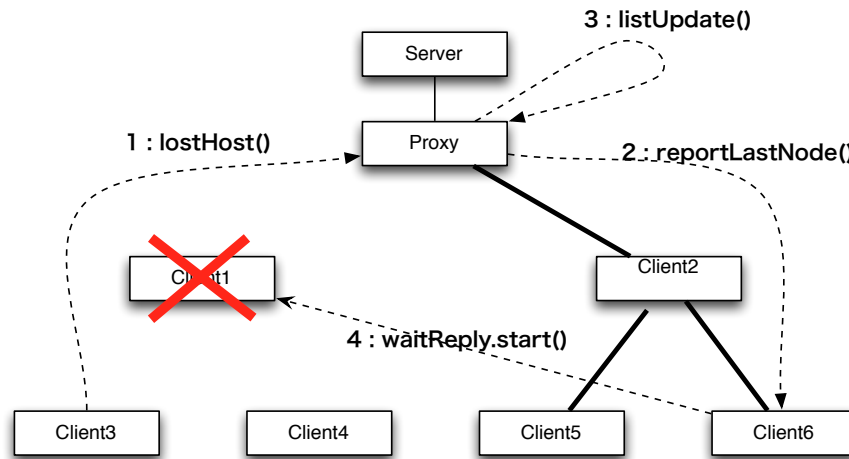 3 : listUpdate()
Server
1 : lostHost()
Proxy
2 : reportLastNode()
Client1
Client2
4 : waitReply.start()
Client3
Client4
Client5
Client6